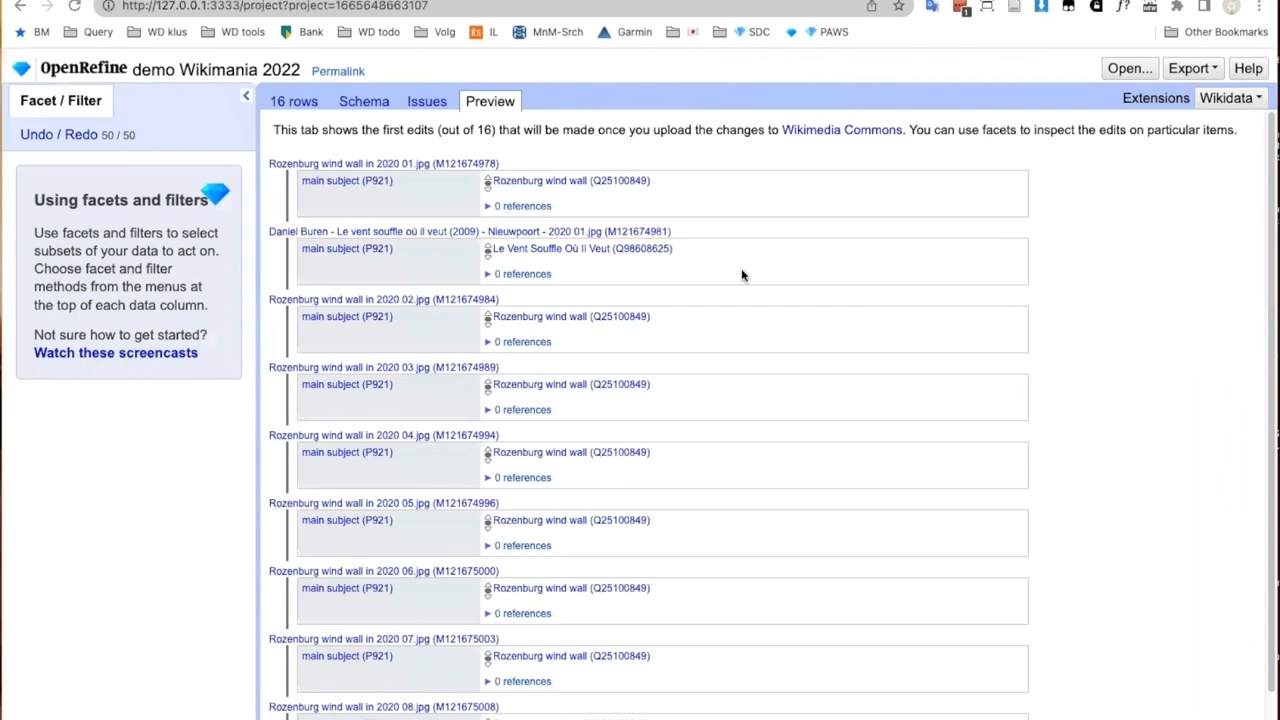 http://127.0.0.1:3333/project?project=1665648663107
BM Query WD klus WD tools Bank WD todo Volg IL MnM-Srch Garmin SDC PAWS Other Bookmarks
OpenRefine demo Wikimania 2022 Permalink Open... Export Help
Facet / Filter 16 rows Schema Issues Preview Extensions Wikidata
Undo / Redo 50 / 50
This tab shows the first edits (out of 16) that will be made once you upload the changes to Wikimedia Commons. You can use facets to inspect the edits on particular items.
Using facets and filters
Use facets and filters to select
subsets of your data to act on.
Choose facet and filter
methods from the menus at
the top of each data column.
Not sure how to get started?
Watch these screencasts
Rozenburg wind wall in 2020 01.jpg (M121674978)
main subject (P921) Rozenburg wind wall (Q25100849)
0 references
Daniel Buren - Le vent souffle où il veut (2009) - Nieuwpoort - 2020 01.jpg (M121674981)
main subject (P921) Le Vent Souffle Où Il Veut (Q98608625)
0 references
Rozenburg wind wall in 2020 02.jpg (M121674984)
main subject (P921) Rozenburg wind wall (Q25100849)
0 references
Rozenburg wind wall in 2020 03.jpg (M121674989)
main subject (P921) Rozenburg wind wall (Q25100849)
0 references
Rozenburg wind wall in 2020 04.jpg (M121674994)
main subject (P921) Rozenburg wind wall (Q25100849)
0 references
Rozenburg wind wall in 2020 05.jpg (M121674996)
main subject (P921) Rozenburg wind wall (Q25100849)
0 references
Rozenburg wind wall in 2020 06.jpg (M121675000)
main subject (P921) Rozenburg wind wall (Q25100849)
0 references
Rozenburg wind wall in 2020 07.jpg (M121675003)
main subject (P921) Rozenburg wind wall (Q25100849)
0 references
Rozenburg wind wall in 2020 08.jpg (M121675008)